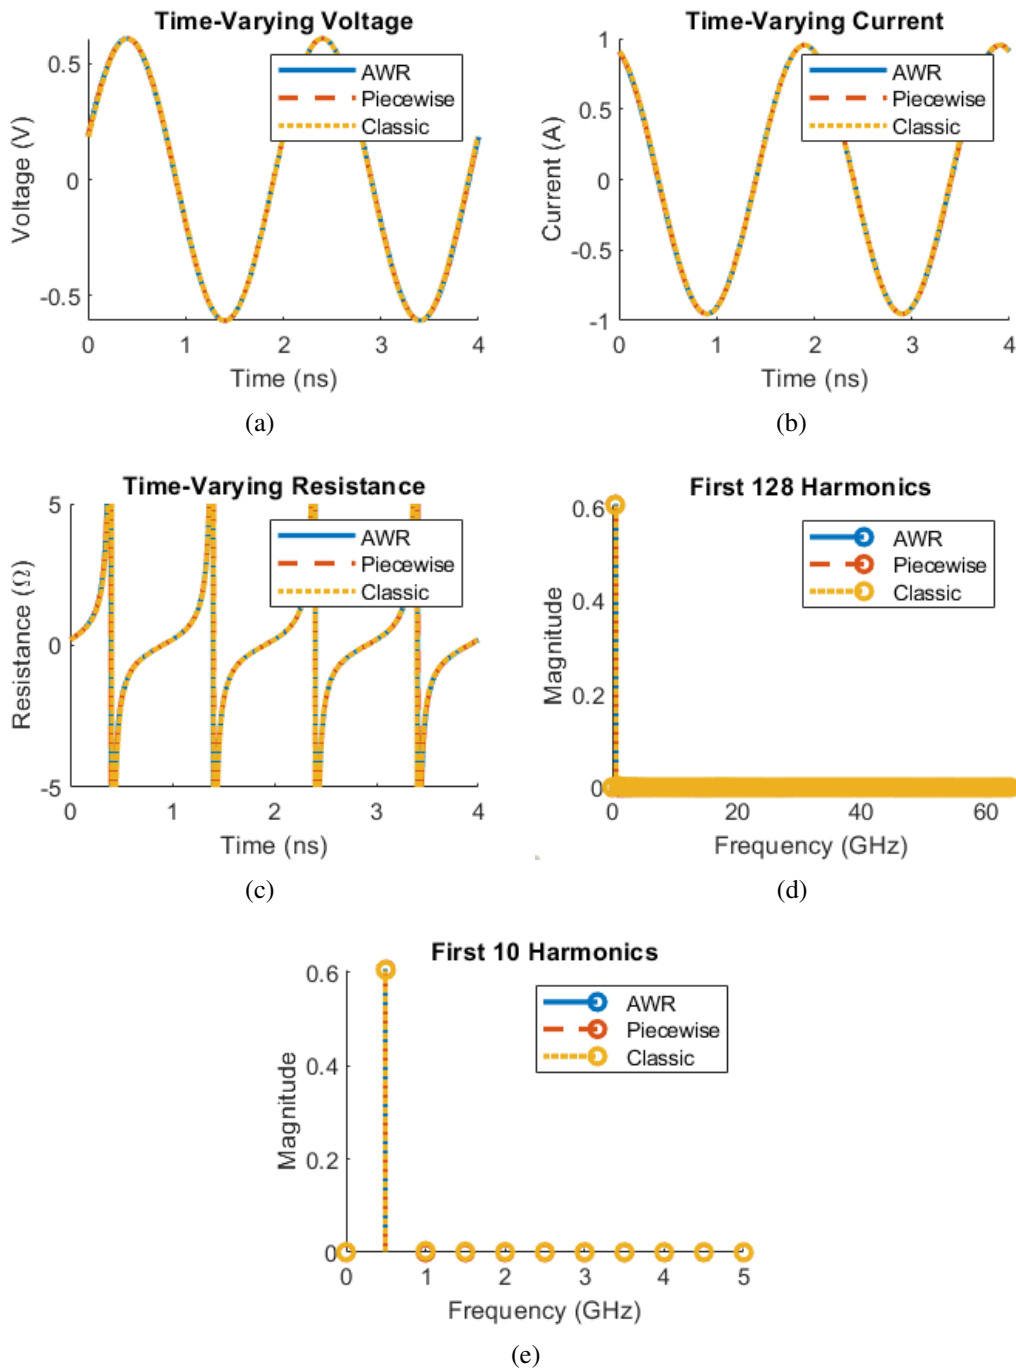 Time-Varying Voltage
Voltage (V)
0.5
0
-0.5
AWR
Piecewise
Classic
0 1 2 3 4
Time (ns)
(a)
Time-Varying Current
Current (A)
1
0.5
0
-0.5
-1
AWR
Piecewise
Classic
0 1 2 3 4
Time (ns)
(b)
Time-Varying Resistance
Resistance (Ω)
5
0
-5
AWR
Piecewise
Classic
0 1 2 3 4
Time (ns)
(c)
First 128 Harmonics
Magnitude
0.6
0.4
0.2
0
AWR
Piecewise
Classic
0 20 40 60
Frequency (GHz)
(d)
First 10 Harmonics
Magnitude
0.6
0.4
0.2
0
AWR
Piecewise
Classic
0 1 2 3 4 5
Frequency (GHz)
(e)